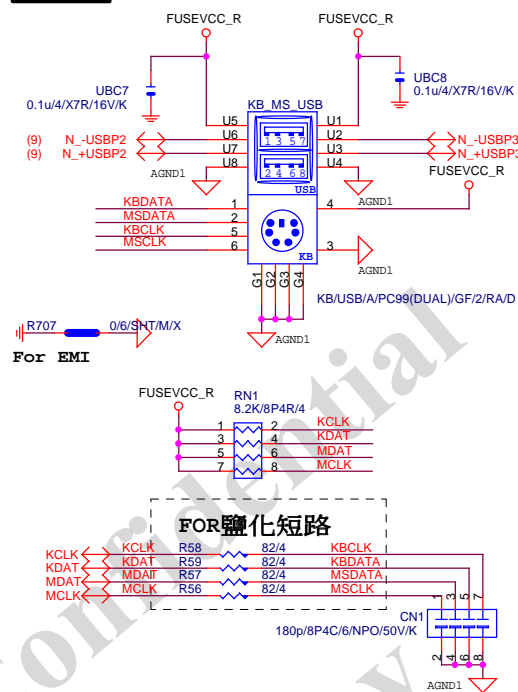 FUSEVCC_R
FUSEVCC_R
UBC7
0.1u/4/X7R/16V/K
UBC8
0.1u/4/X7R/16V/K
KB_MS_USB
U5
U1
(9) N_-USBP2
U6
U2
N_-USBP3
(9) N_+USBP2
U7
U3
N_+USBP3
U8
U4
1 3 5 7
2 4 6 8
USB
FUSEVCC_R
AGND1
AGND1
KBDATA
1
4
MSDATA
2
KBCLK
5
MSCLK
6
3
KB
AGND1
G1
G2
G3
G4
KB/USB/A/PC99(DUAL)/GF/2/RA/D
AGND1
R707
0/6/SHT/M/X
For EMI
FUSEVCC_R
RN1
8.2K/8P4R/4
1
2
KCLK
3
4
KDAT
5
6
MDAT
7
8
MCLK
FOR鹽化短路
KCLK
KCLK
R58
82/4
KBCLK
KDAT
KDAT
R59
82/4
KBDATA
MDAT
MDAT
R57
82/4
MSDATA
MCLK
MCLK
R56
82/4
MSCLK
1
3
5
7
CN1
180p/8P4C/6/NPO/50V/K
2
4
6
8
AGND1
Confidential